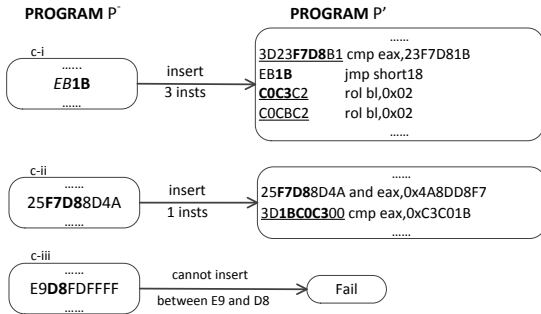 PROGRAM P-
PROGRAM P’
c-i
......
EB1B
......
insert
3 insts
......
3D23F7D8B1 cmp eax,23F7D81B
EB1B jmp short18
C0C3C2 rol bl,0x02
C0CBC2 rol bl,0x02
......
c-ii
......
25F7D88D4A
......
insert
1 insts
......
25F7D88D4A and eax,0x4A8DD8F7
3D1BC0C300 cmp eax,0xC3C01B
......
c-iii
......
E9D8FDFFFF
......
cannot insert
between E9 and D8
Fail